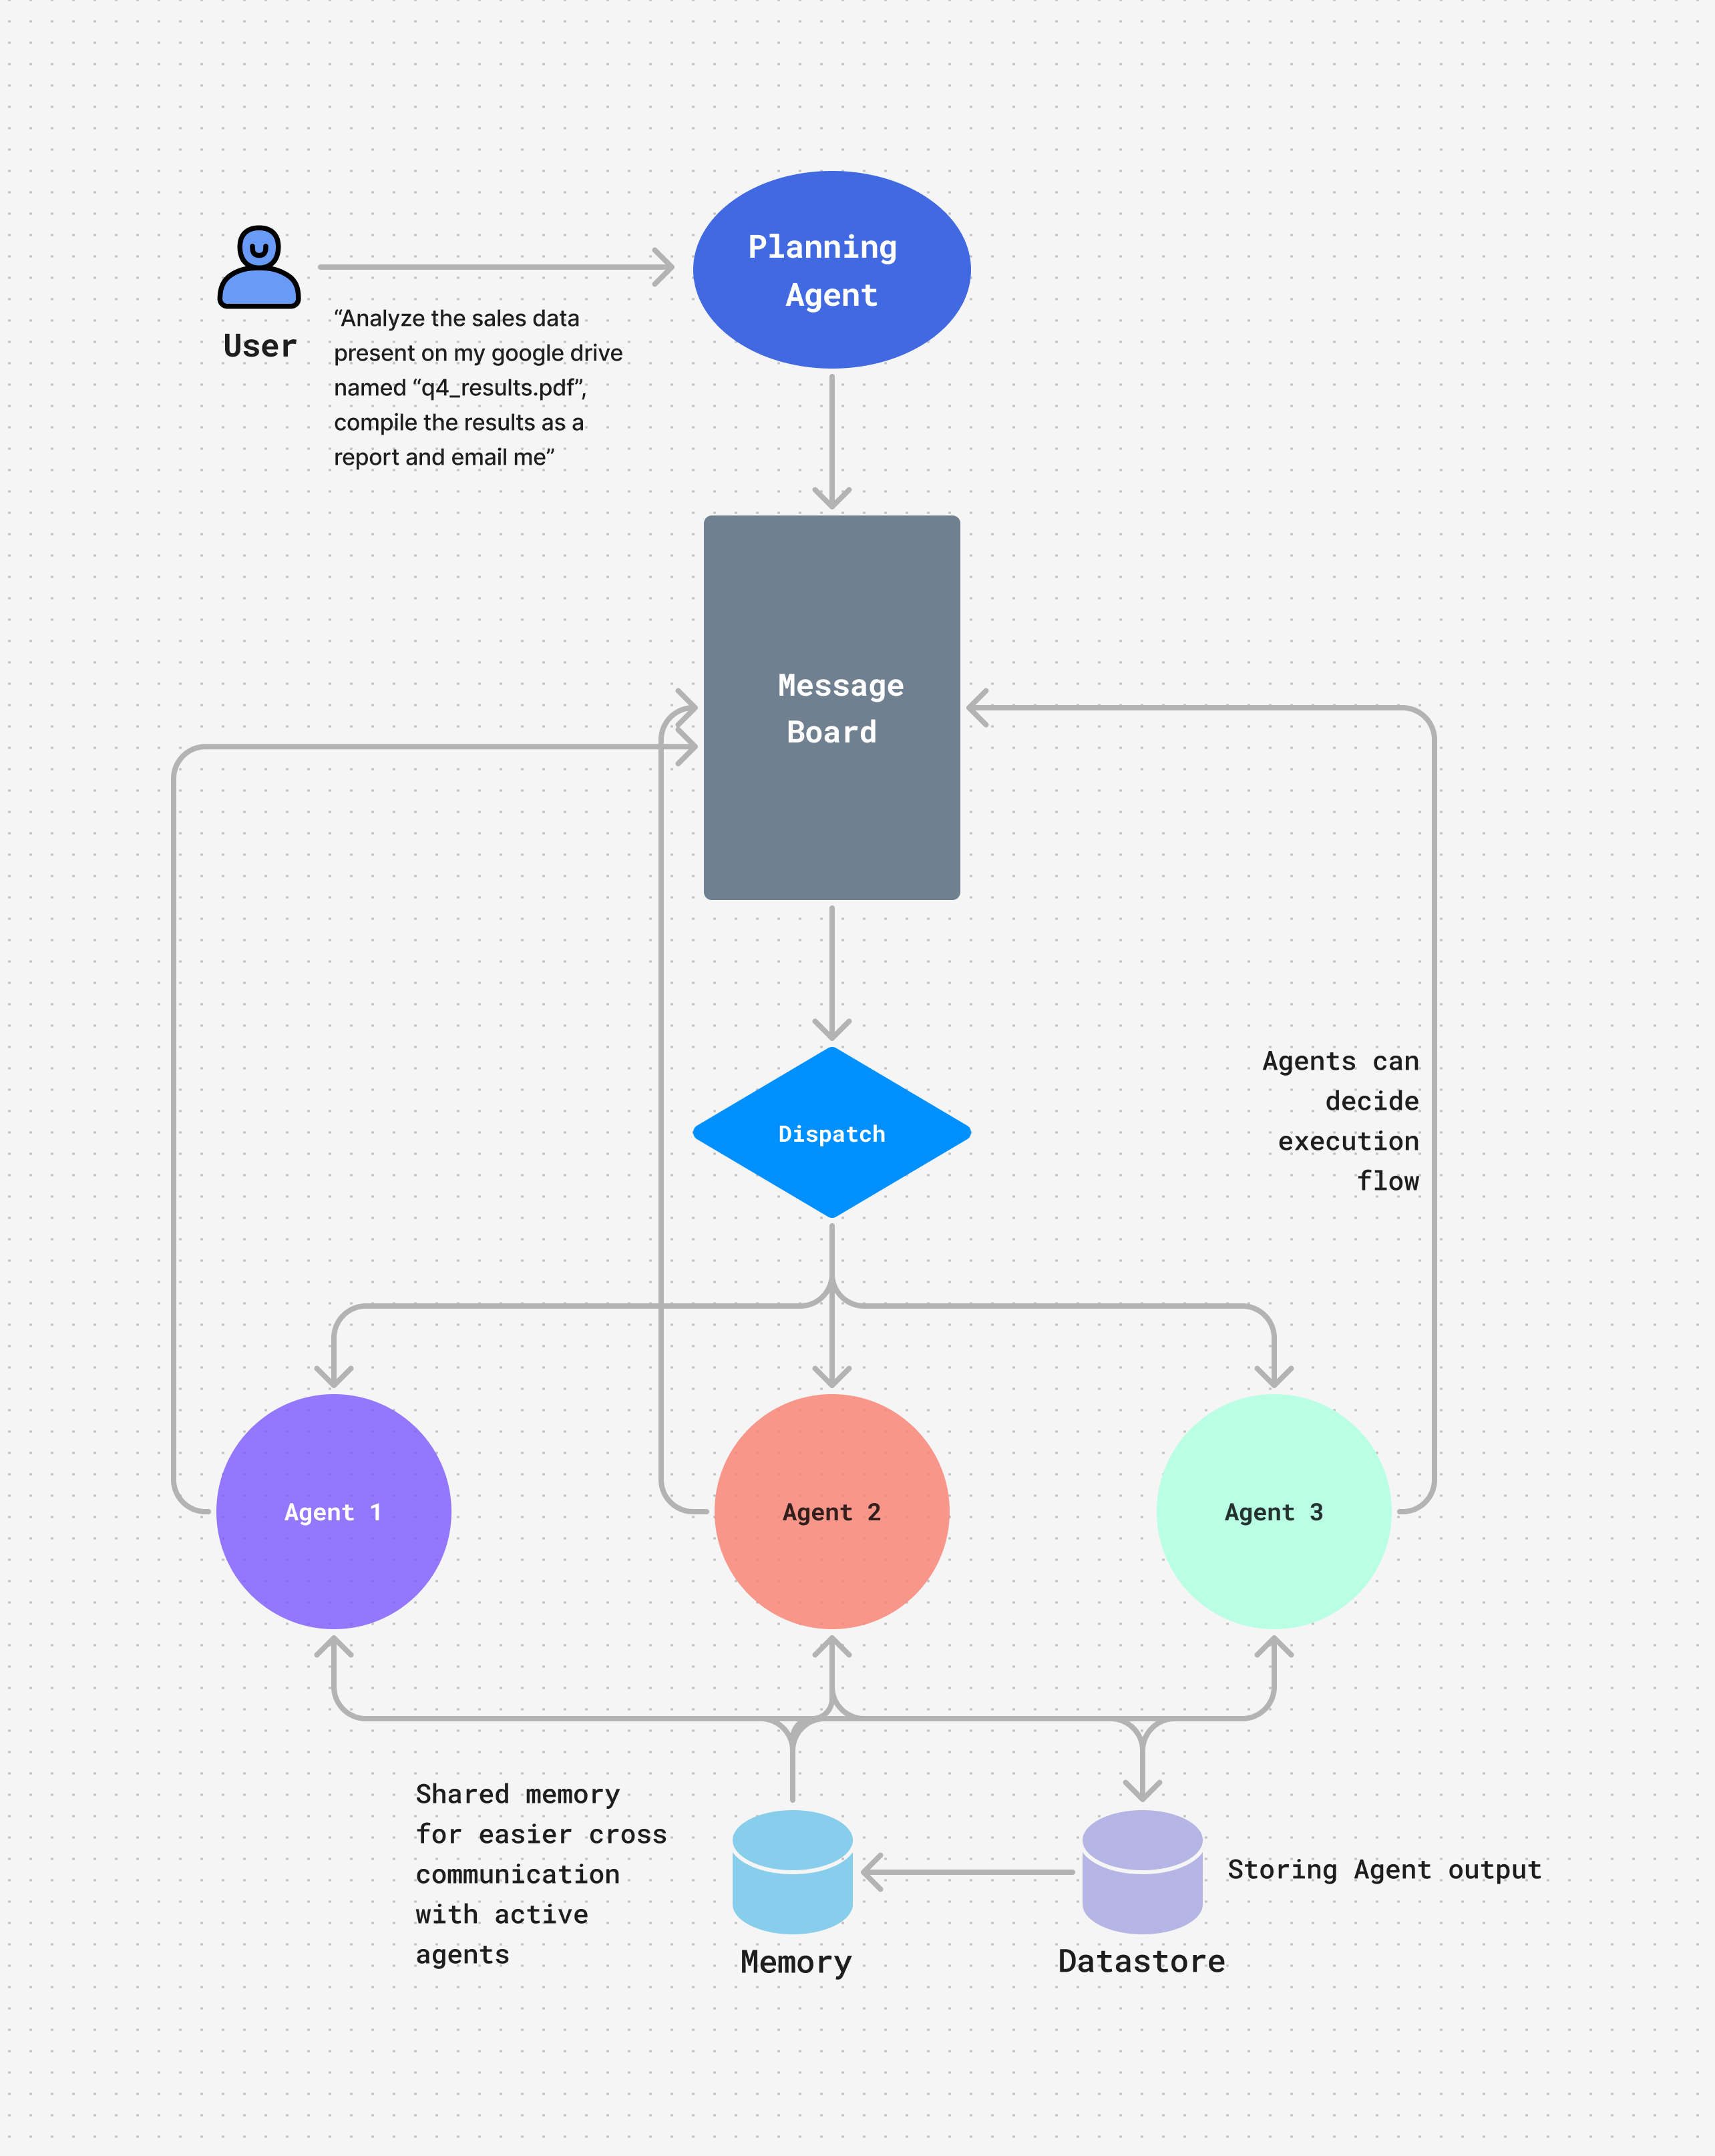 Planning
Agent
User
“Analyze the sales data
present on my google drive
named “q4_results.pdf”,
compile the results as a
report and email me”
Message
Board
Dispatch
Agents can
decide
execution
flow
Agent 1
Agent 2
Agent 3
Shared memory
for easier cross
communication
with active
agents
Memory
Datastore
Storing Agent output